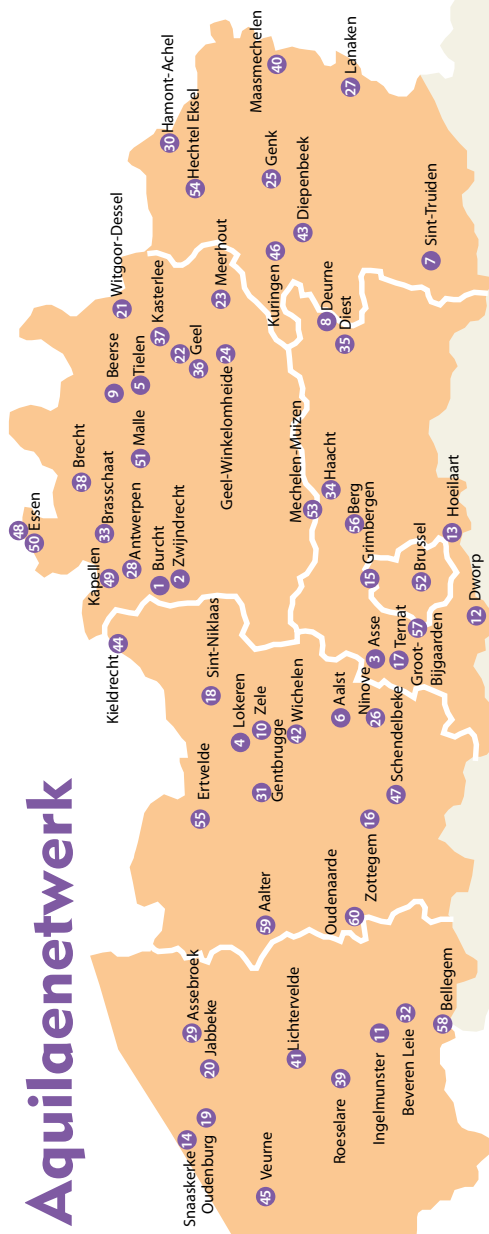 Aquilaenetwerk
48
50 Essen
38 Brecht
33 Brasschaat
Kapellen 49
9 Beerse
Kieldrecht 44
21 Witgoor-Dessel
28 Antwerpen
51 Malle
5 Tielen
1 Burcht
37 Kasterlee
30 Hamont-Achel
2 Zwijndrecht
22
Snaaskerke 14
29 Assebroek
54 Hechtel Eksel
36 Geel
55 Ertvelde
19 Oudenburg
20 Jabbeke
18 Sint-Niklaas
23 Meerhout
Geel-Winkelomheide 24
4 Lokeren
10 Zele
31 Gentbrugge
59 Aalter
45 Veurne
25 Genk
Maasmechelen 40
Kuringen 46
41 Lichtervelde
42 Wichelen
43 Diepenbeek
Mechelen-Muizen 53
8 Deurne
34 Haacht
Roeselare 39
6 Aalst
35 Diest
27 Lanaken
Oudenaarde 60
56 Berg
Zottegem 16
15 Grimbergen
Ninove 26
3 Asse
Ingelmunster 11
47 Schendelbeke
17 Ternat
Beveren Leie 32
Groot-
Bijgaarden 57
52 Brussel
7 Sint-Truiden
58 Bellegem
13 Hoeilaart
12 Dworp